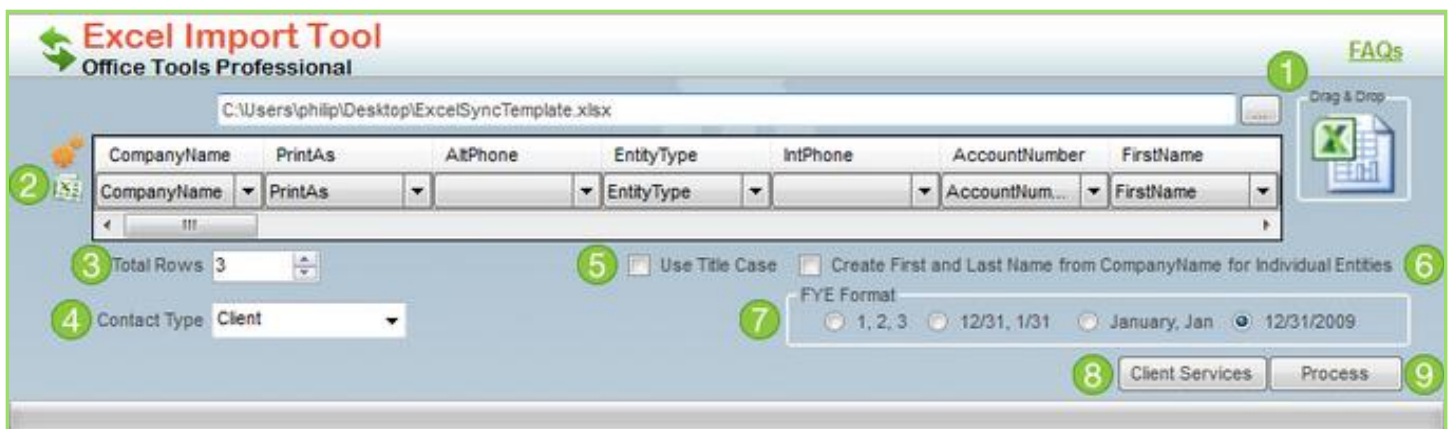 Excel Import Tool
Office Tools Professional
FAQs
1
Drag & Drop
C:\Users\philip\Desktop\ExcelSyncTemplate.xlsx
...
CompanyName PrintAs AltPhone EntityType IntPhone AccountNumber FirstName
2
CompanyName PrintAs EntityType AccountNum... FirstName
3 Total Rows 3
5 Use Title Case Create First and Last Name from CompanyName for Individual Entities 6
4 Contact Type Client
FYE Format
7 1, 2, 3 12/31, 1/31 January, Jan 12/31/2009
8 Client Services Process 9